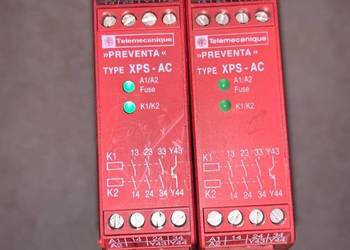 Telemecanique
»PREVENTA«
TYPE XPS-AC
A1/A2
Fuse
K1/K2
13 23 33 Y43
K1
K2
14 24 34 Y44
Telemecanique
»PREVENTA«
TYPE XPS-AC
A1/A2
Fuse
K1/K2
13 23 33 Y43
K1
K2
14 24 34 Y44